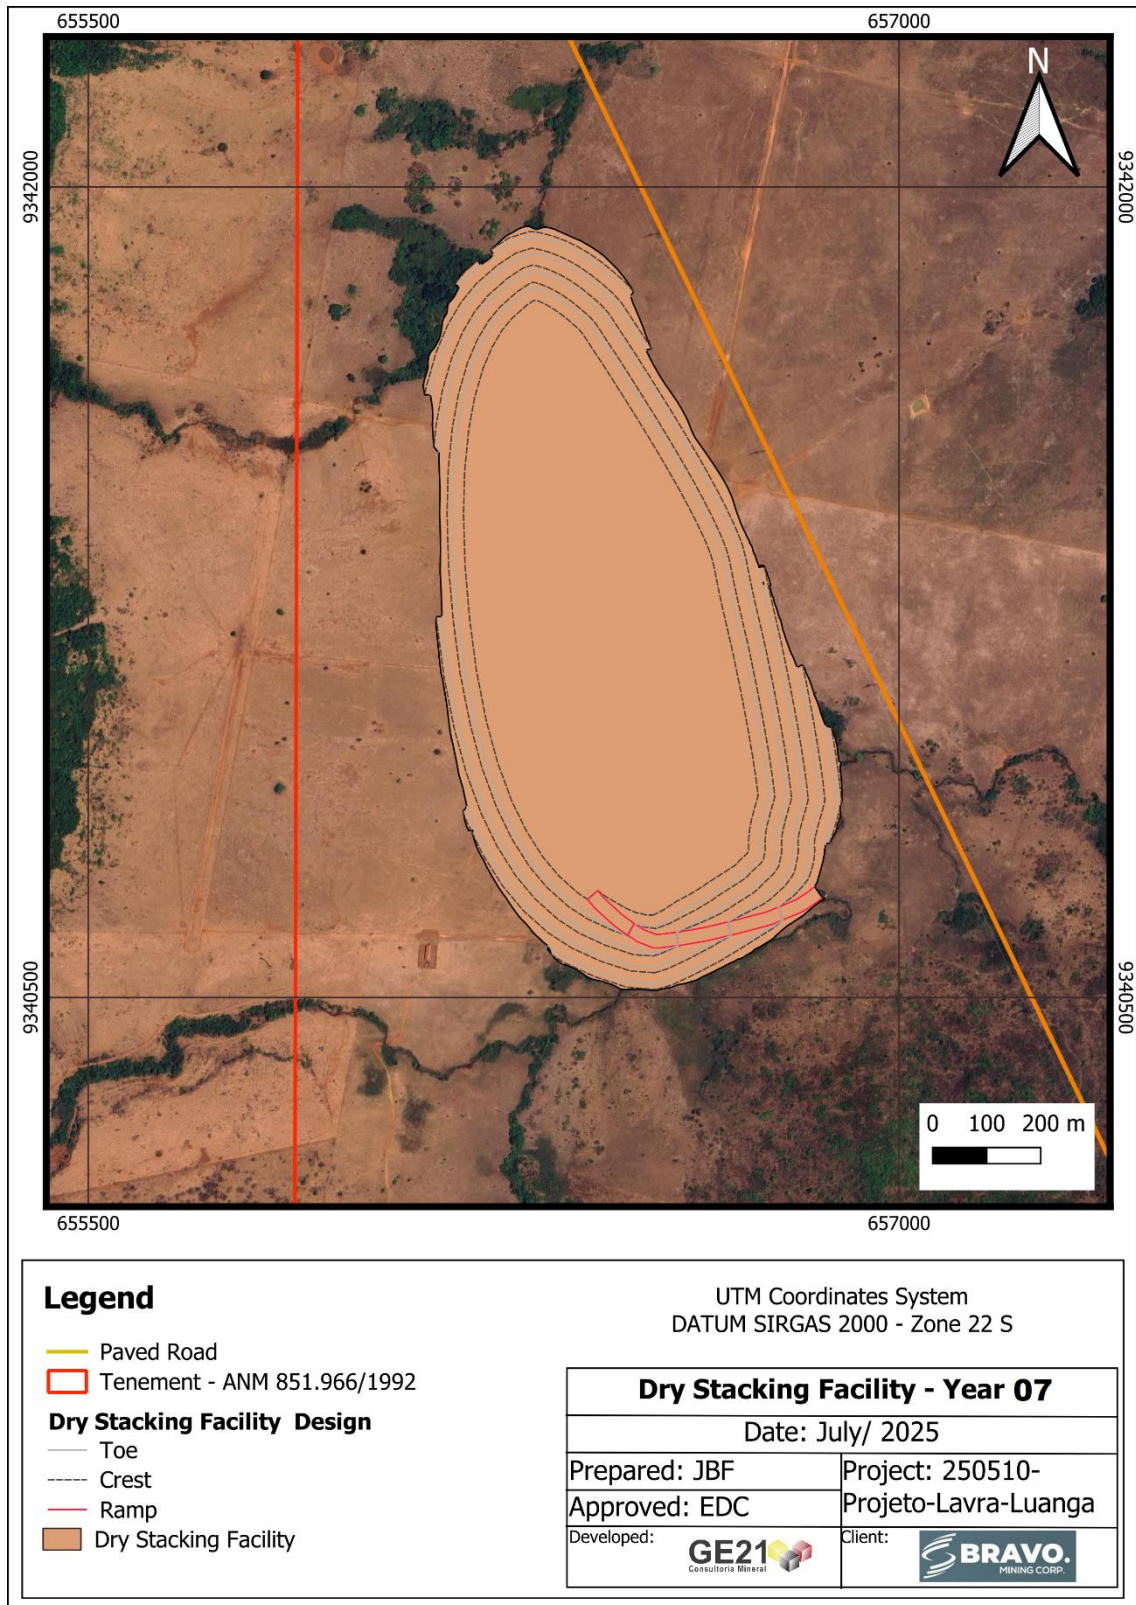 655500 657000
N
9342000 9342000
9340500 9340500
0 100 200 m
655500 657000
Legend
Paved Road
Tenement - ANM 851.966/1992
Dry Stacking Facility Design
Toe
Crest
Ramp
Dry Stacking Facility
UTM Coordinates System
DATUM SIRGAS 2000 - Zone 22 S
Dry Stacking Facility - Year 07
Date: July/ 2025
Prepared: JBF
Project: 250510-
Projeto-Lavra-Luanga
Approved: EDC
Developed:
GE21
Consultoria Mineral
Client:
BRAVO.
MINING CORP.